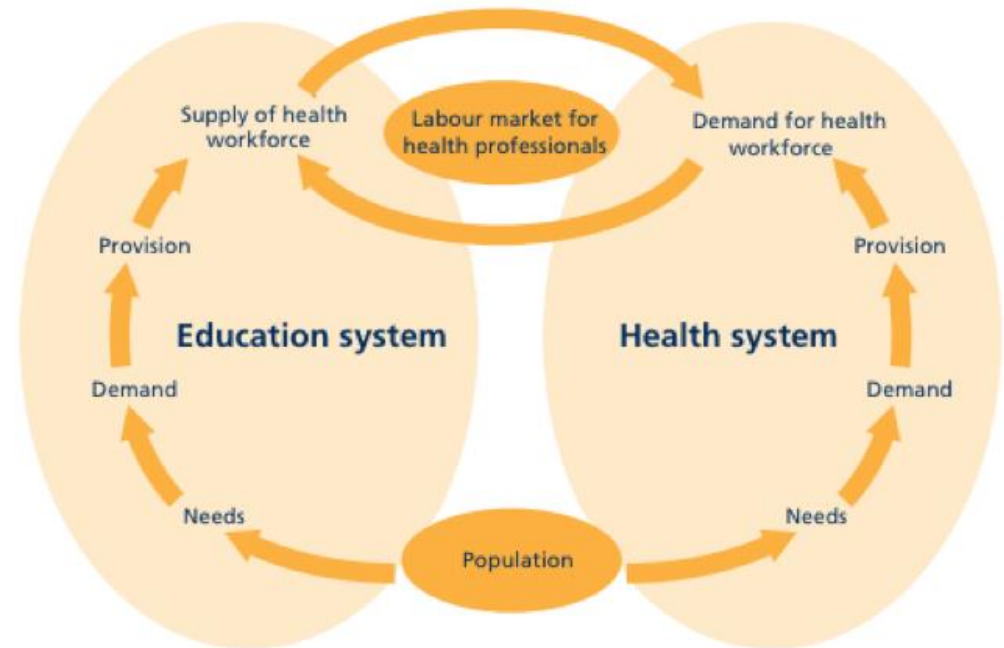 Supply of health
workforce
Labour market for
health professionals
Demand for health
workforce
Provision
Provision
Education system
Health system
Demand
Demand
Needs
Needs
Population